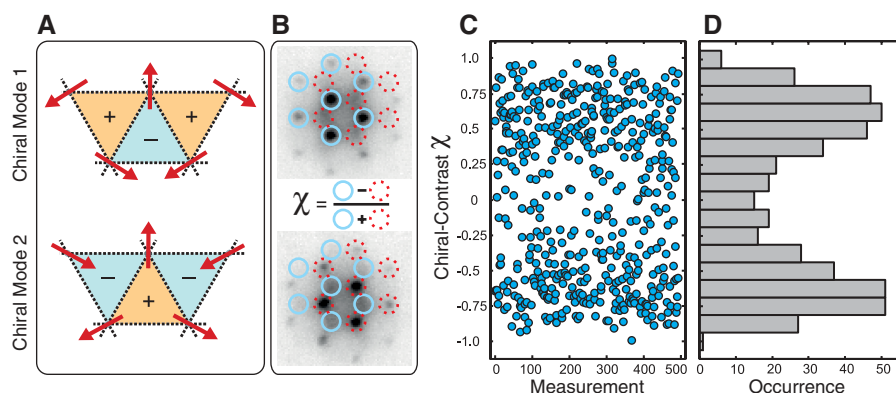 A
B
C
D
Chiral Mode 1
+
+
−
Chiral Mode 2
−
−
+
χ = − +
Chiral-Contrast χ
1.0
0.75
0.5
0.25
0
-0.25
-0.5
-0.75
-1.0
0 100 200 300 400 500
Measurement
0 10 20 30 40 50
Occurrence